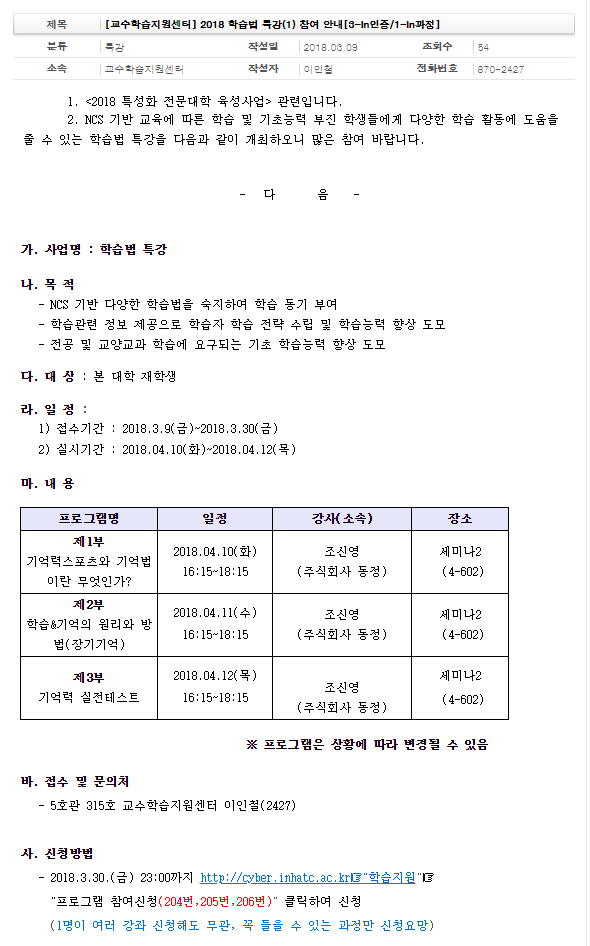 제목 [교수학습지원센터] 2018 학습법 특강(1) 참여 안내[3-In인증/1-In과정]
분류 특강 작성일 2018.03.09 조회수 54
소속 교수학습지원센터 작성자 이인철 전화번호 870-2427
1. <2018 특성화 전문대학 육성사업> 관련입니다.
2. NCS 기반 교육에 따른 학습 및 기초능력 부진 학생들에게 다양한 학습 활동에 도움을
줄 수 있는 학습법 특강을 다음과 같이 개최하오니 많은 참여 바랍니다.
- 다 음 -
가. 사업명 : 학습법 특강
나. 목 적
- NCS 기반 다양한 학습법을 숙지하여 학습 동기 부여
- 학습관련 정보 제공으로 학습자 학습 전략 수립 및 학습능력 향상 도모
- 전공 및 교양교과 학습에 요구되는 기초 학습능력 향상 도모
다. 대 상 : 본 대학 재학생
라. 일 정 :
1) 접수기간 : 2018.3.9(금)~2018.3.30(금)
2) 실시기간 : 2018.04.10(화)~2018.04.12(목)
마. 내 용
프로그램명 일정 강사(소속) 장소
제1부
기억력스포츠와 기억법
이란 무엇인가?
2018.04.10(화)
16:15~18:15
조신영
(주식회사 동정)
세미나2
(4-602)
제2부
학습&기억의 원리와 방
법(장기기억)
2018.04.11(수)
16:15~18:15
조신영
(주식회사 동정)
세미나2
(4-602)
제3부
기억력 실전테스트
2018.04.12(목)
16:15~18:15
조신영
(주식회사 동정)
세미나2
(4-602)
※ 프로그램은 상황에 따라 변경될 수 있음
바. 접수 및 문의처
- 5호관 315호 교수학습지원센터 이인철(2427)
사. 신청방법
- 2018.3.30.(금) 23:00까지 http://cyber.inhatc.ac.kr☞"학습지원"☞
"프로그램 참여신청(204번,205번,206번)" 클릭하여 신청
(1명이 여러 강좌 신청해도 무관, 꼭 들을 수 있는 과정만 신청요망)